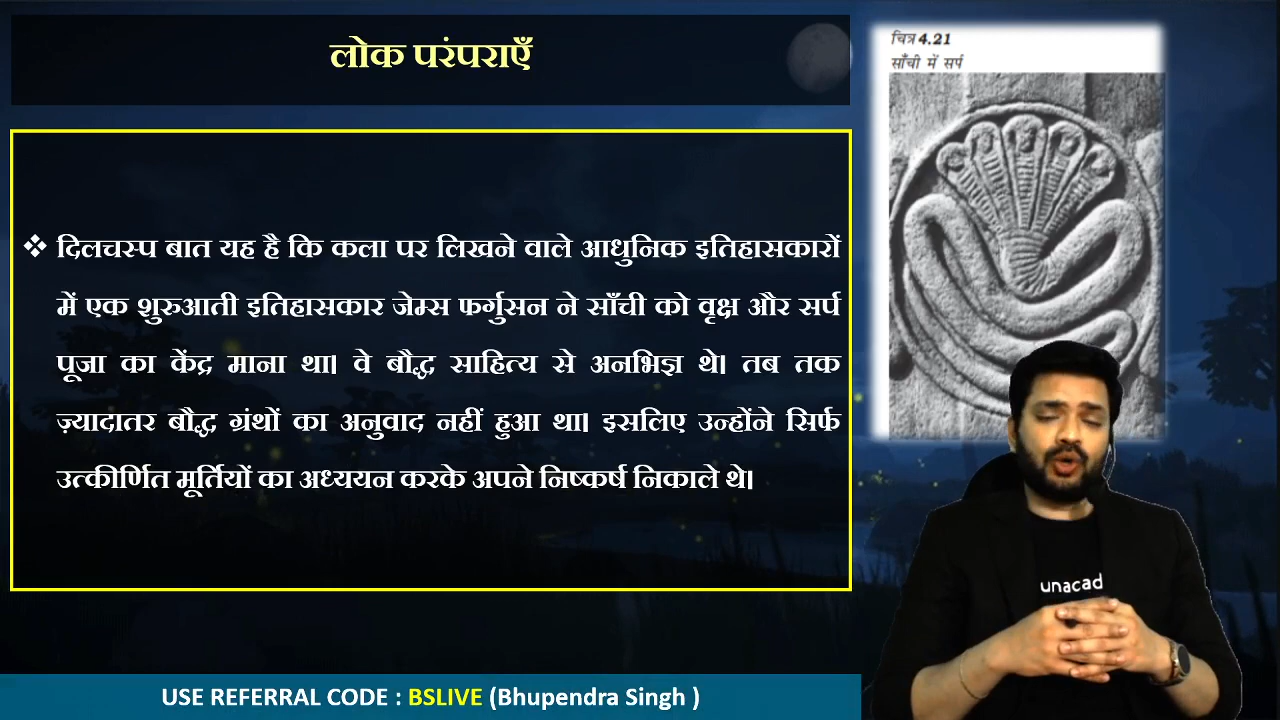 लोक परंपराएँ
चित्र 4.21
साँची में सर्प
❖ दिलचस्प बात यह है कि कला पर लिखने वाले आधुनिक इतिहासकारों
में एक शुरुआती इतिहासकार जेम्स फर्गुसन ने साँची को वृक्ष और सर्प
पूजा का केंद्र माना था। वे बौद्ध साहित्य से अनभिज्ञ थे। तब तक
ज़्यादातर बौद्ध ग्रंथों का अनुवाद नहीं हुआ था। इसलिए उन्होंने सिर्फ
उत्कीर्णित मूर्तियों का अध्ययन करके अपने निष्कर्ष निकाले थे।
unacad
USE REFERRAL CODE : BSLIVE (Bhupendra Singh )